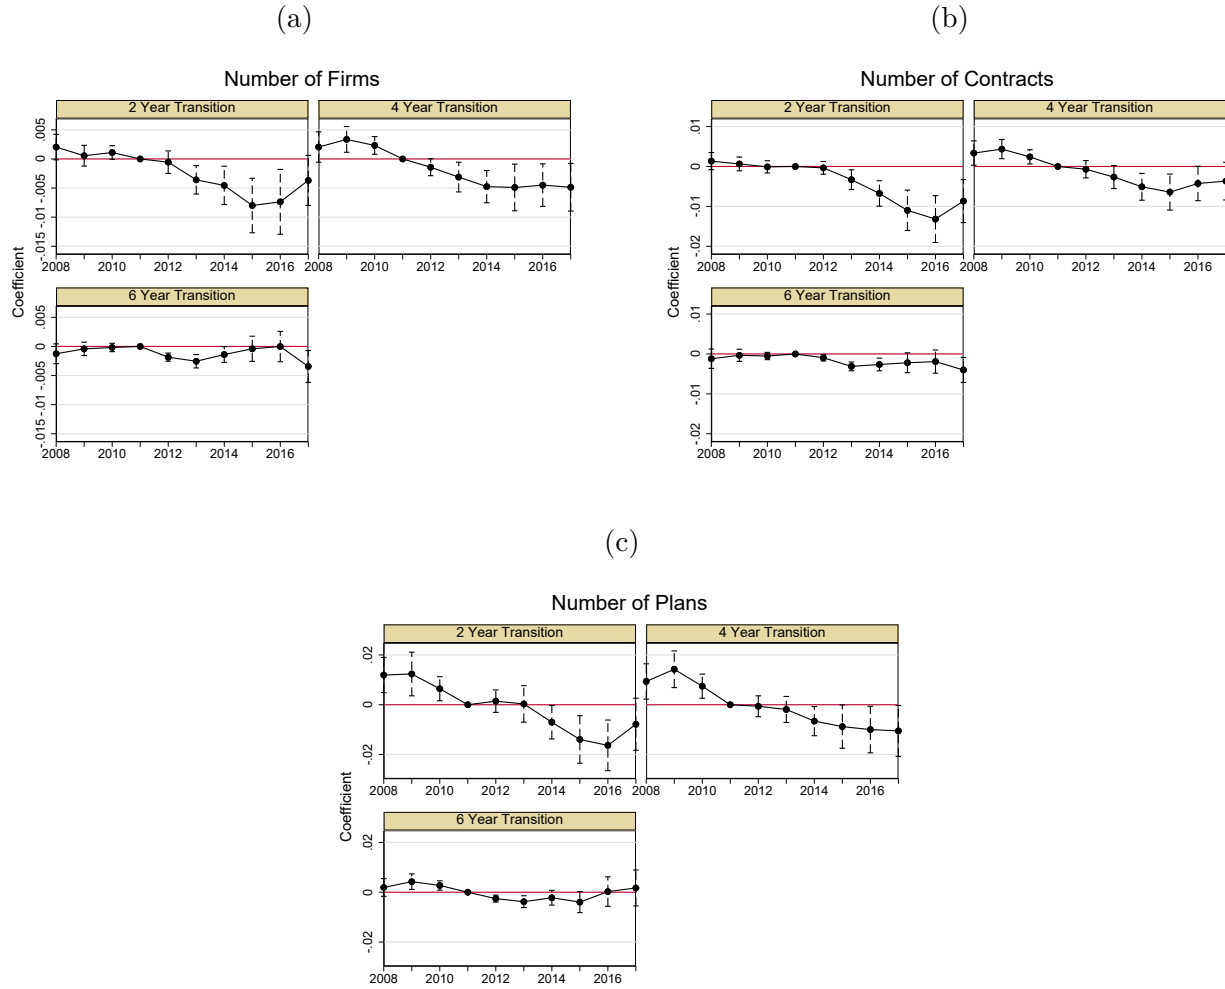 (a)
Number of Firms
2 Year Transition
4 Year Transition
.005
0
-.005
-.01
-.015
2008 2010 2012 2014 2016 2008 2010 2012 2014 2016
6 Year Transition
.005
0
-.005
-.01
-.015
2008 2010 2012 2014 2016
Coefficient
(b)
Number of Contracts
2 Year Transition
4 Year Transition
.01
0
-.01
-.02
2008 2010 2012 2014 2016 2008 2010 2012 2014 2016
6 Year Transition
.01
0
-.01
-.02
2008 2010 2012 2014 2016
Coefficient
(c)
Number of Plans
2 Year Transition
4 Year Transition
.02
0
-.02
2008 2010 2012 2014 2016 2008 2010 2012 2014 2016
6 Year Transition
.02
0
-.02
2008 2010 2012 2014 2016
Coefficient